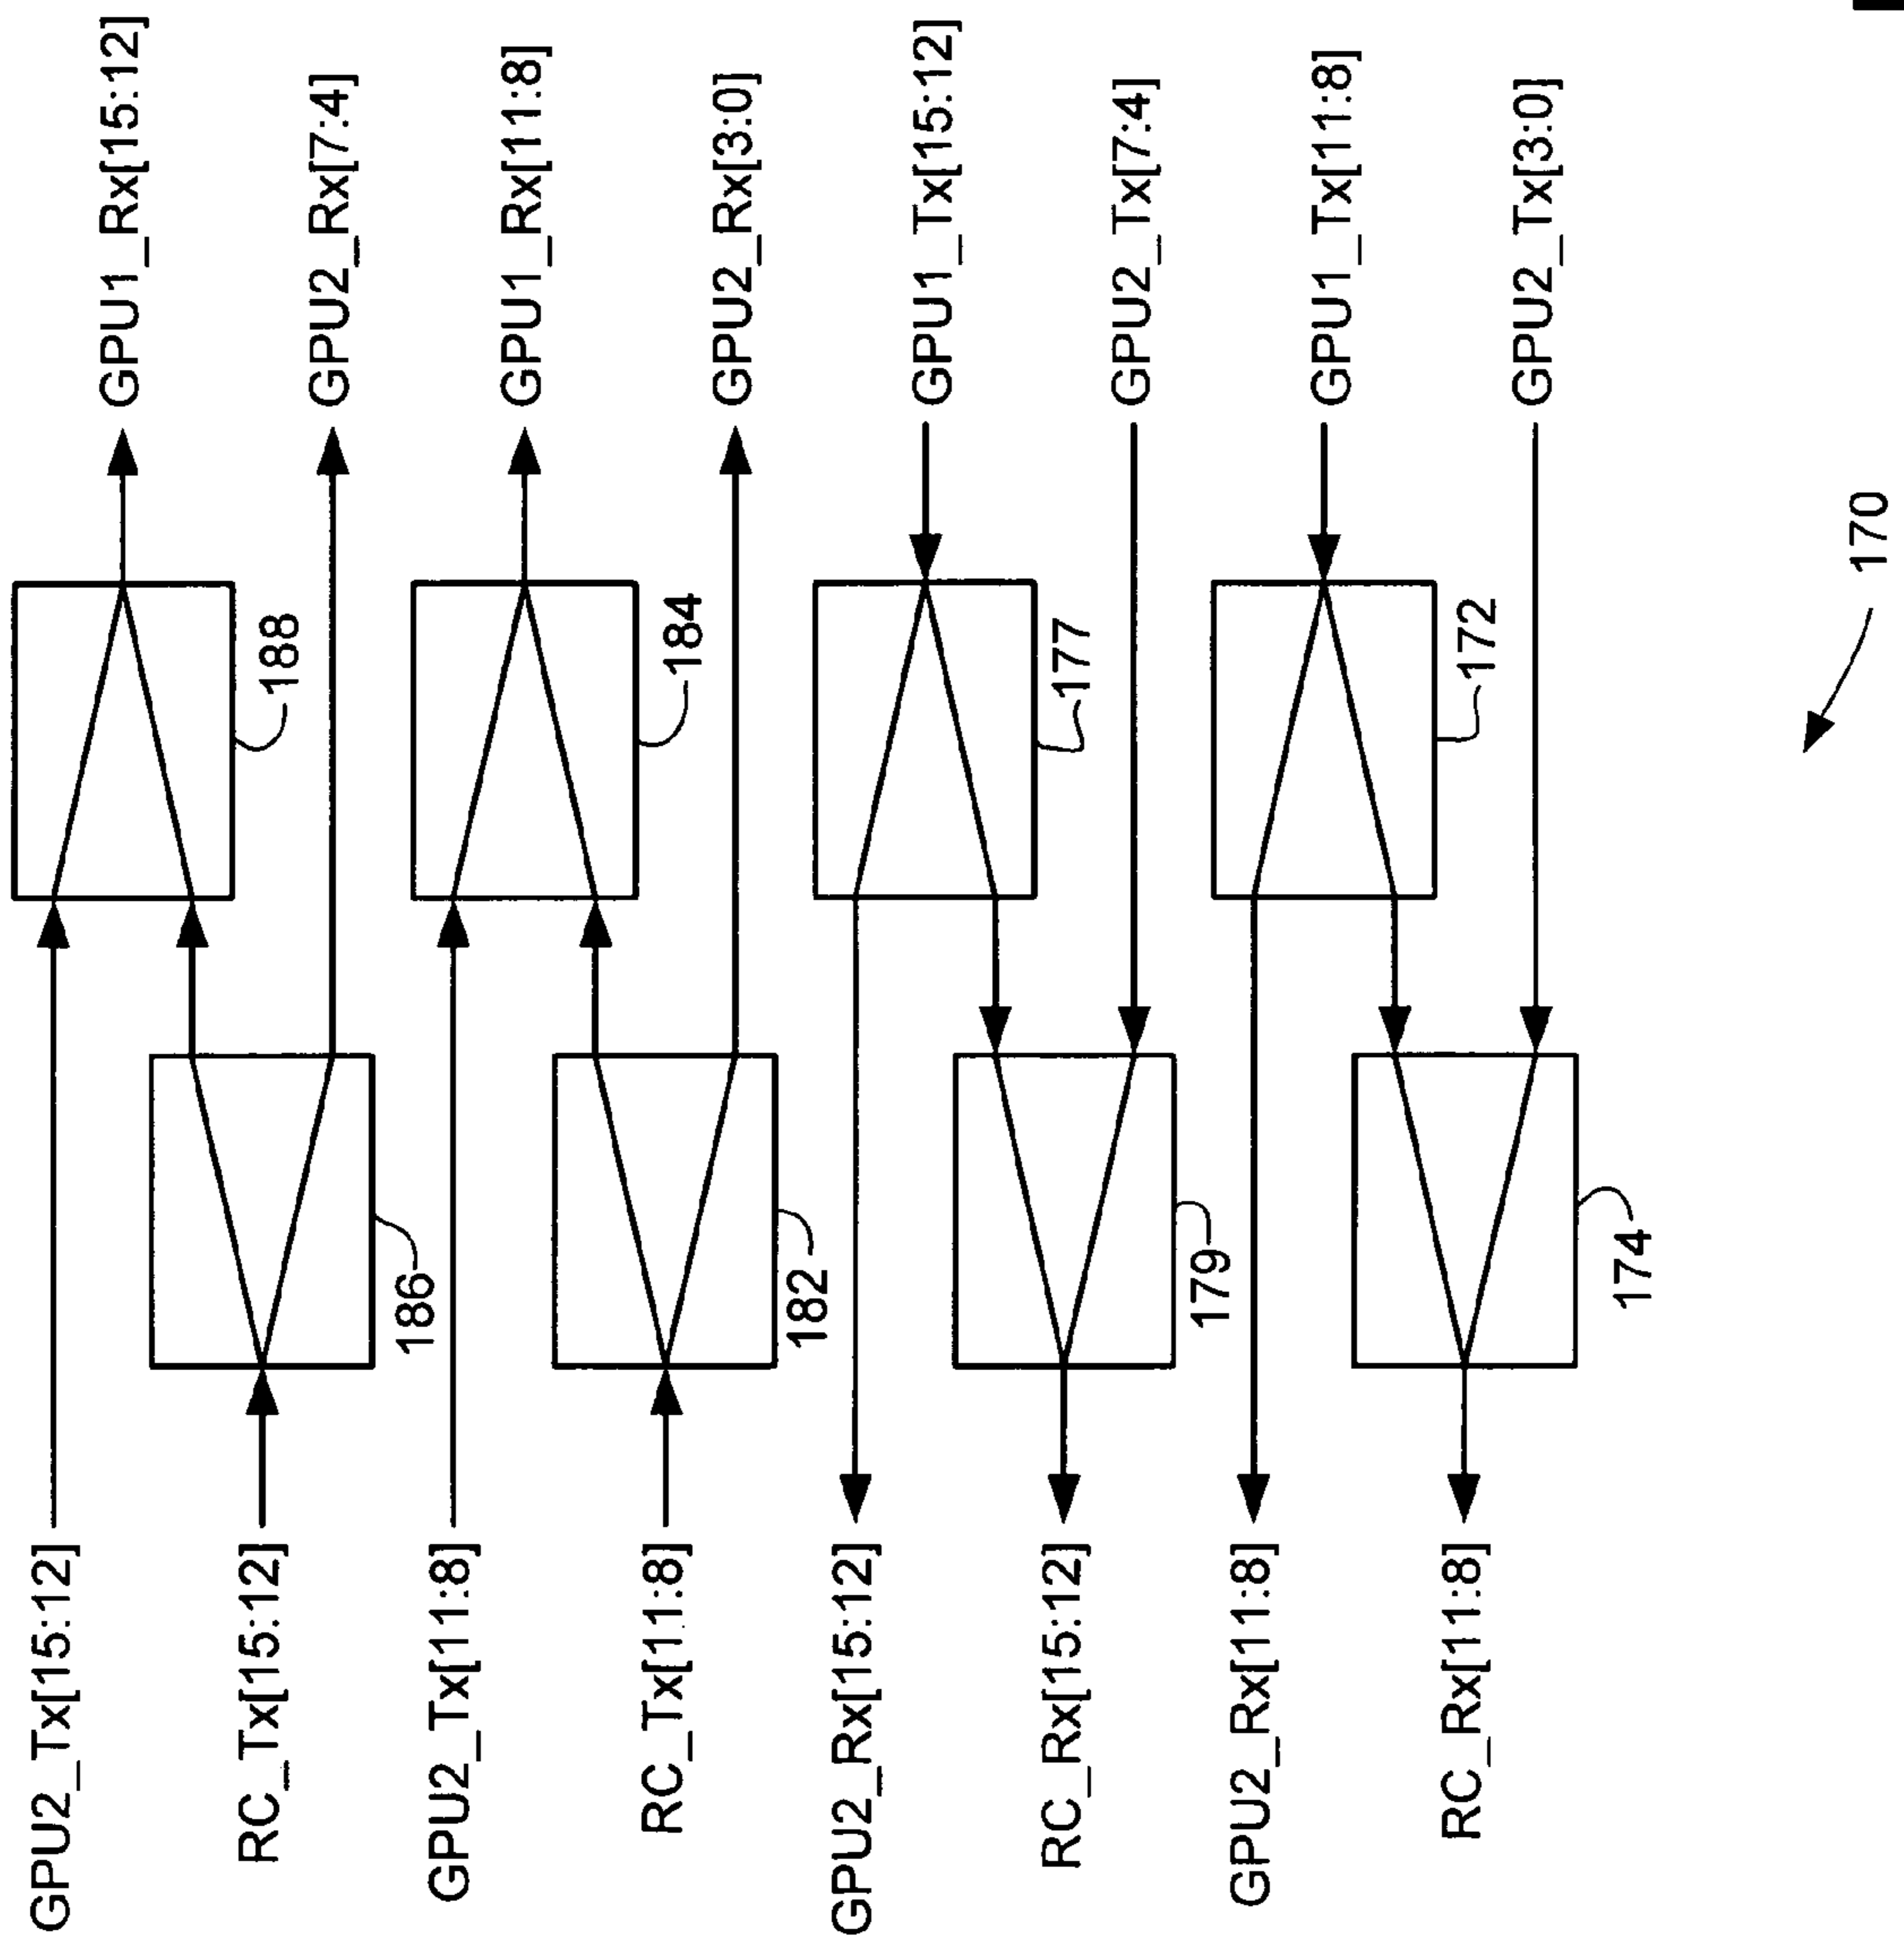 GPU2_Tx[15:12]
RC_Tx[15:12]
GPU2_Tx[11:8]
RC_Tx[11:8]
GPU2_Rx[15:12]
RC_Rx[15:12]
GPU2_Rx[11:8]
RC_Rx[11:8]
186
182
179
174
188
184
177
172
GPU1_Rx[15:12]
GPU2_Rx[7:4]
GPU1_Rx[11:8]
GPU2_Rx[3:0]
GPU1_Tx[15:12]
GPU2_Tx[7:4]
GPU1_Tx[11:8]
GPU2_Tx[3:0]
170